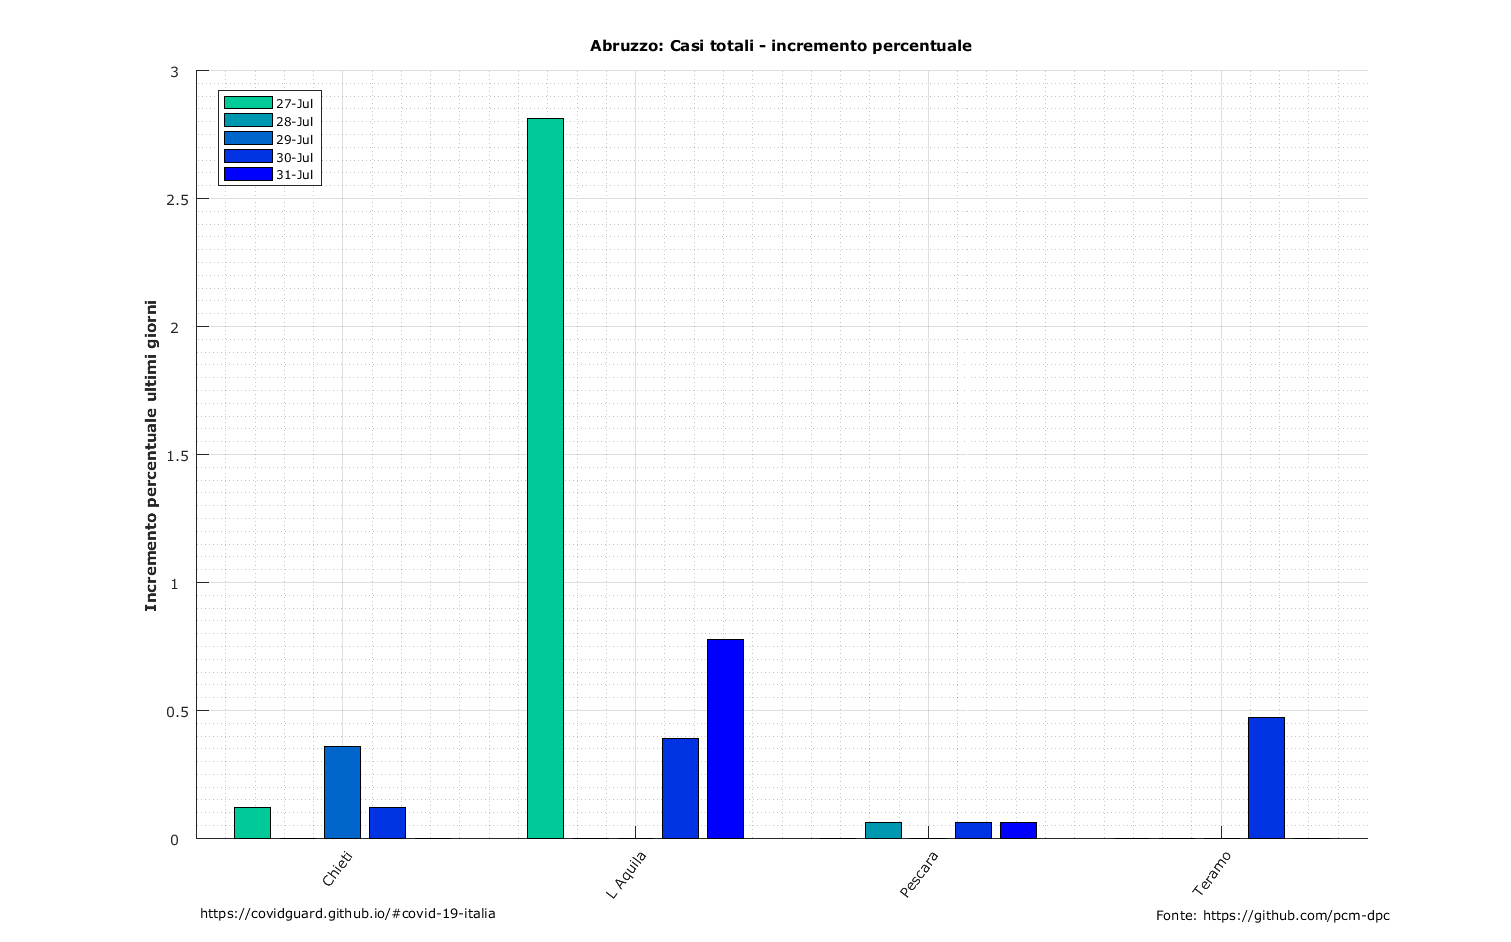 Abruzzo: Casi totali - incremento percentuale
3
2.5
2
1.5
1
0.5
0
Incremento percentuale ultimi giorni
27-Jul
28-Jul
29-Jul
30-Jul
31-Jul
Chieti
L Aquila
Pescara
Teramo
https://covidguard.github.io/#covid-19-italia
Fonte: https://github.com/pcm-dpc